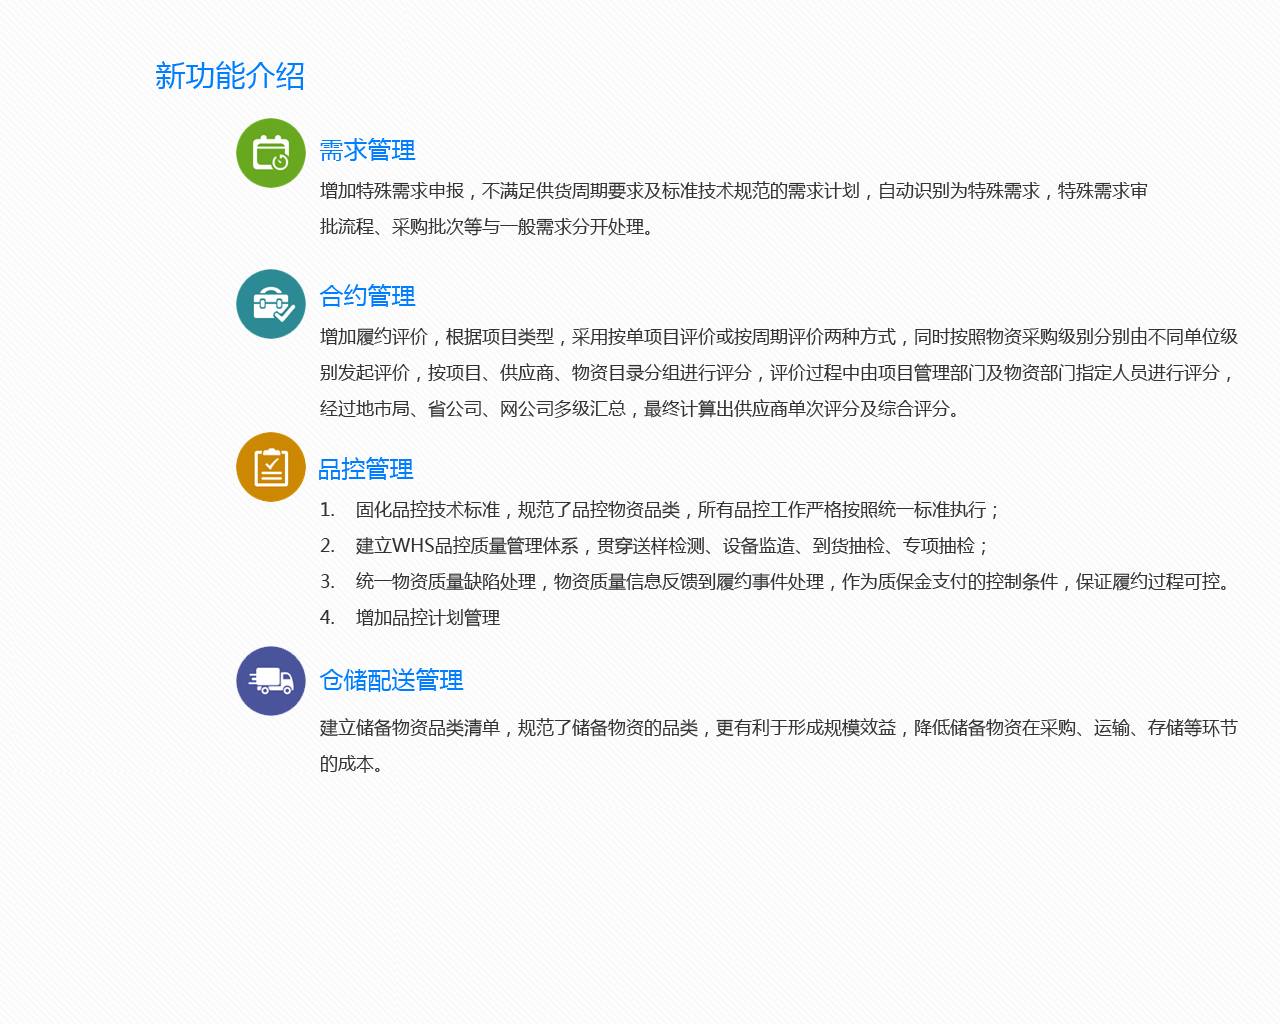 新功能介绍
需求管理
增加特殊需求申报，不满足供货周期要求及标准技术规范的需求计划，自动识别为特殊需求，特殊需求审
批流程、采购批次等与一般需求分开处理。
合约管理
增加履约评价，根据项目类型，采用按单项目评价或按周期评价两种方式，同时按照物资采购级别分别由不同单位级
别发起评价，按项目、供应商、物资目录分组进行评分，评价过程中由项目管理部门及物资部门指定人员进行评分，
经过地市局、省公司、网公司多级汇总，最终计算出供应商单次评分及综合评分。
品控管理
1. 固化品控技术标准，规范了品控物资品类，所有品控工作严格按照统一标准执行；
2. 建立WHS品控质量管理体系，贯穿送样检测、设备监造、到货抽检、专项抽检；
3. 统一物资质量缺陷处理，物资质量信息反馈到履约事件处理，作为质保金支付的控制条件，保证履约过程可控。
4. 增加品控计划管理
仓储配送管理
建立储备物资品类清单，规范了储备物资的品类，更有利于形成规模效益，降低储备物资在采购、运输、存储等环节
的成本。